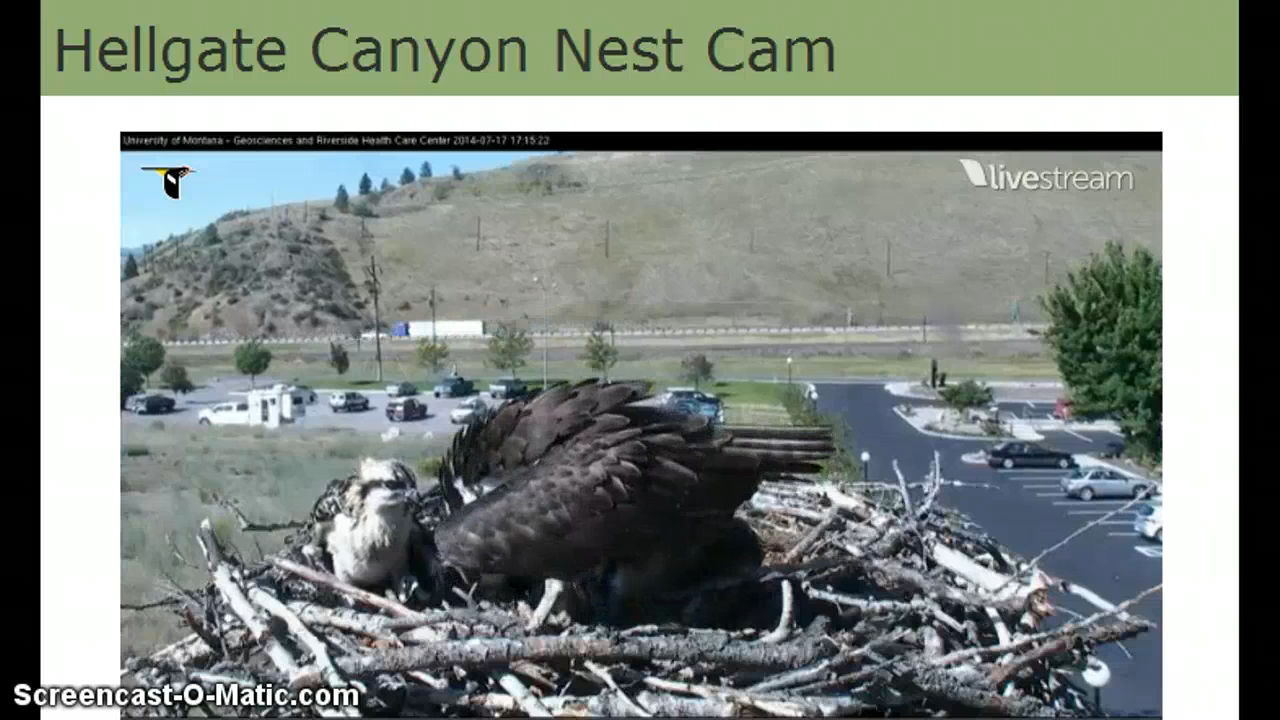 Hellgate Canyon Nest Cam
University of Montana - Geosciences and Riverside Health Care Center 2014-07-17 17:15:22
livestream
Screencast-O-Matic.com